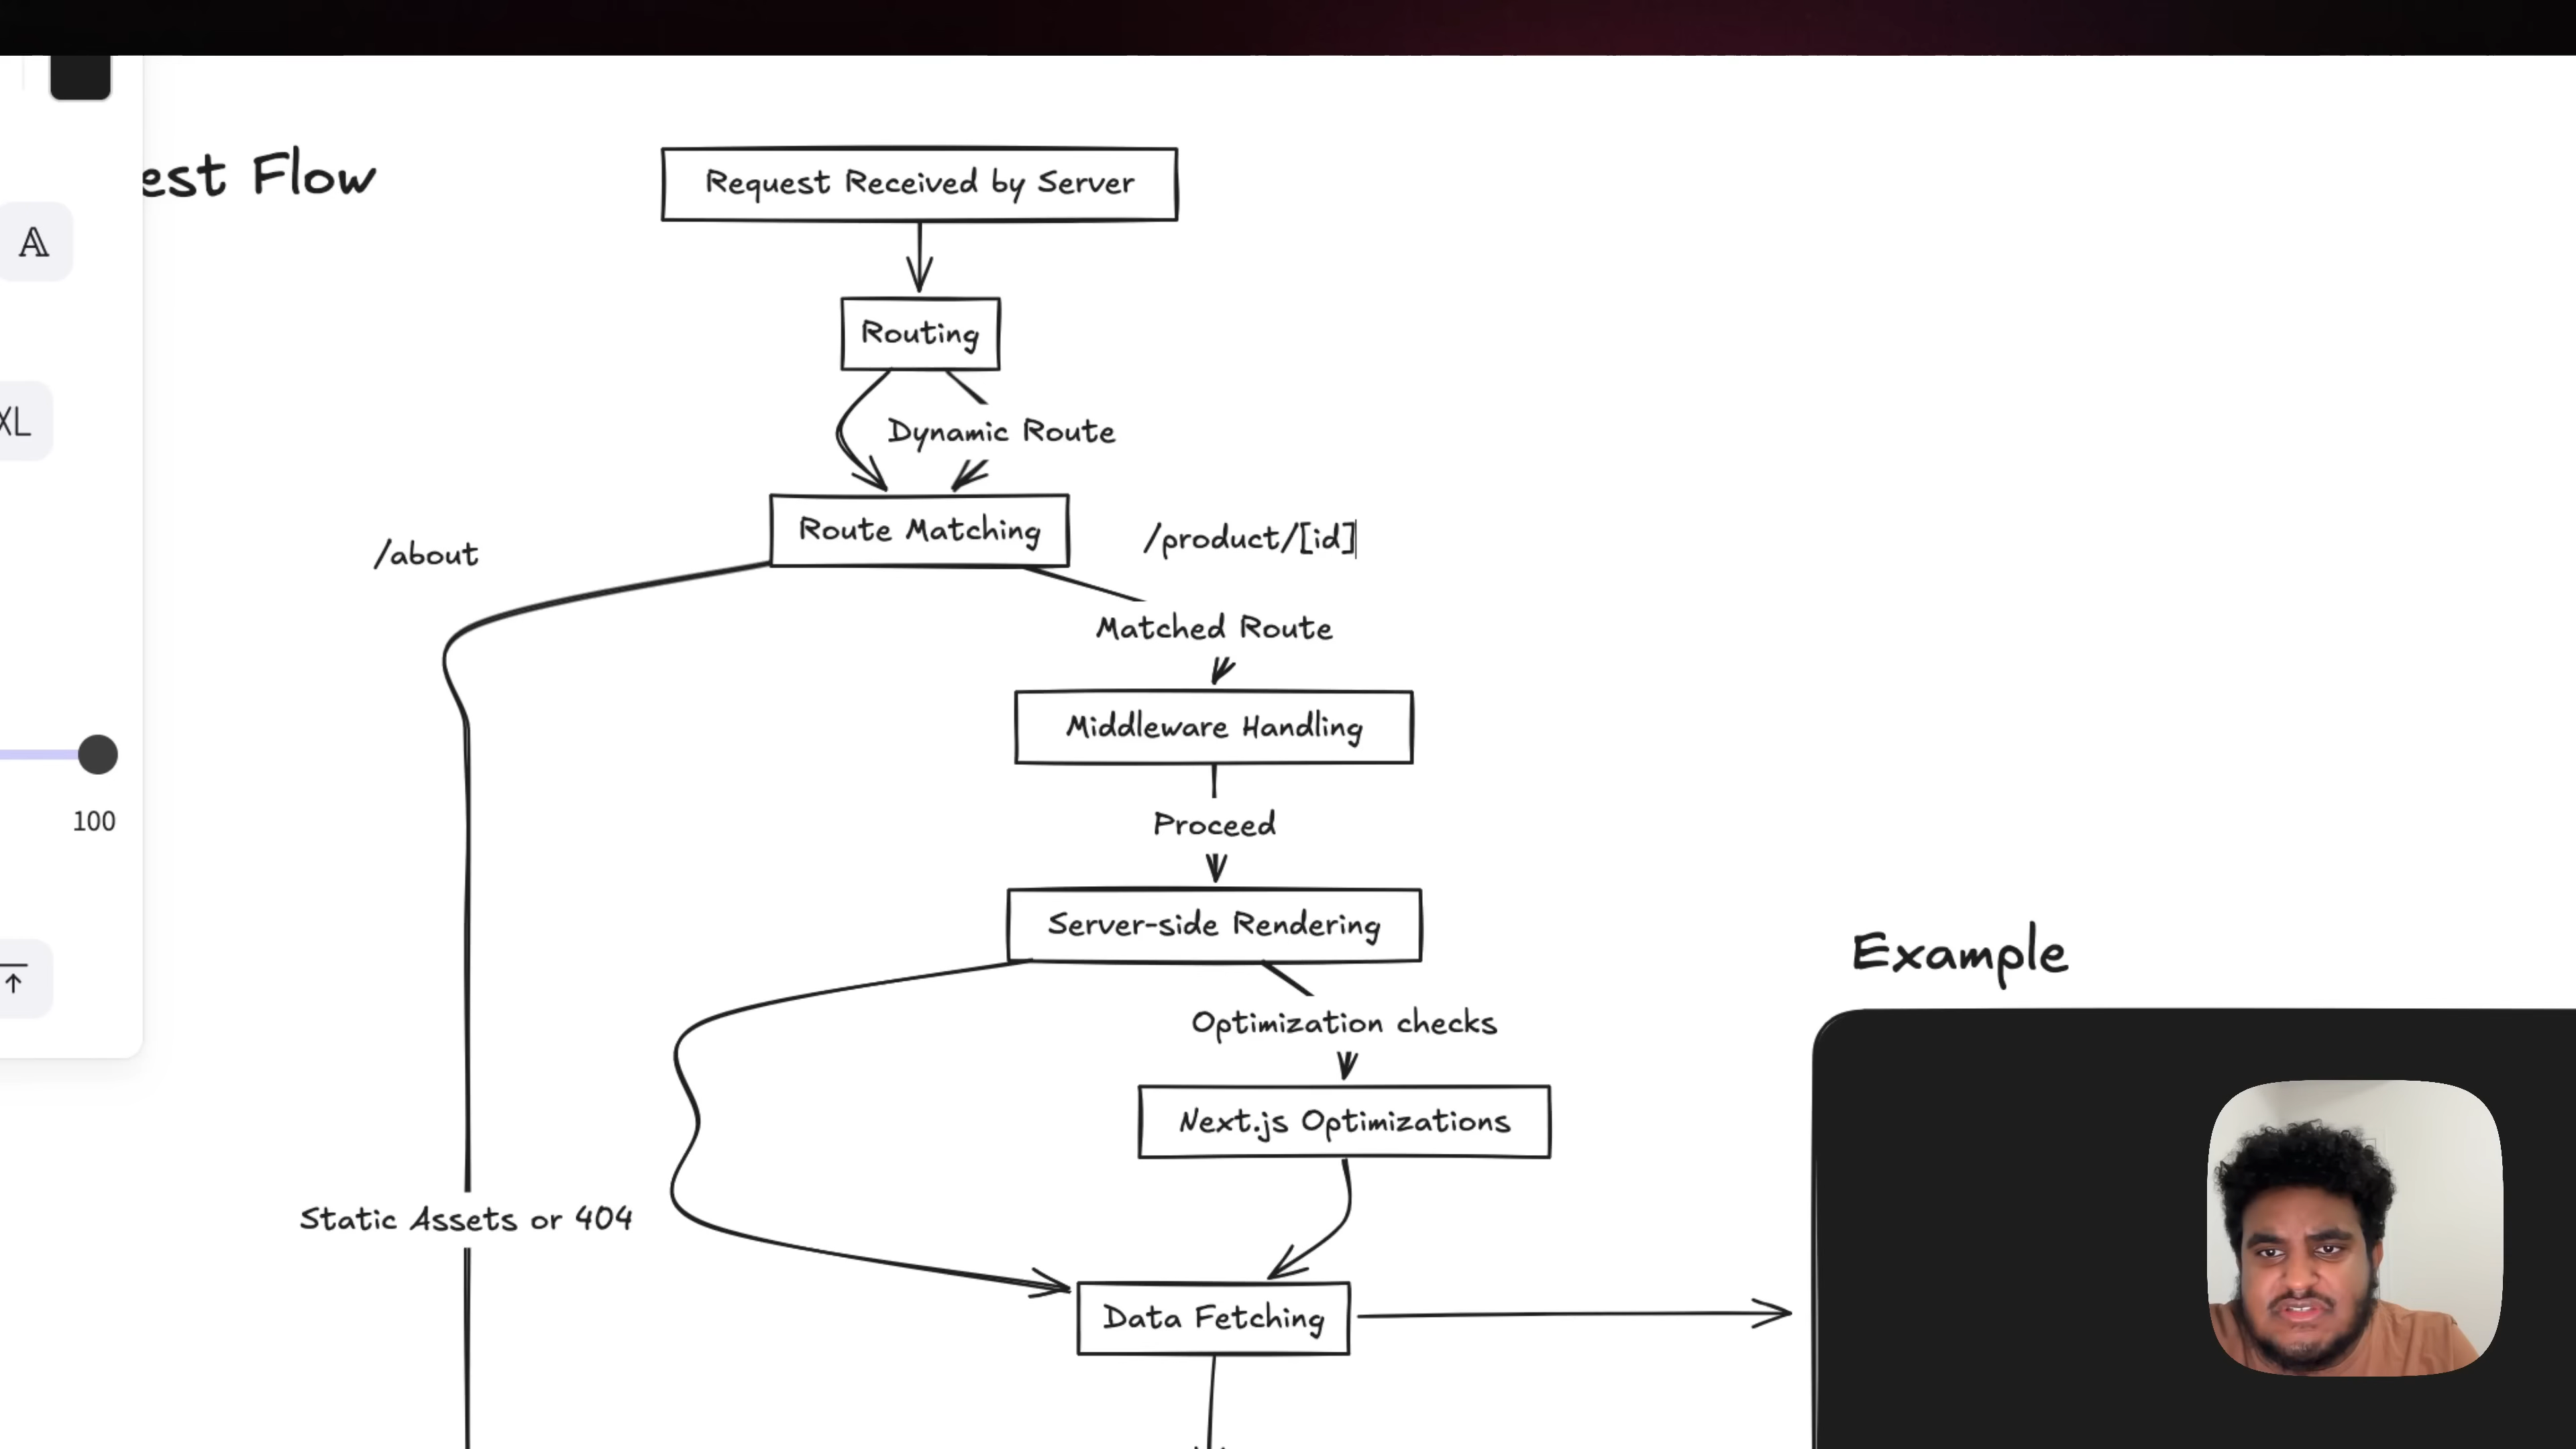 est Flow
Request Received by Server
A
Routing
XL
Dynamic Route
Route Matching
/product/[id]
/about
Matched Route
Middleware Handling
100
Proceed
Server-side Rendering
Example
Optimization checks
Next.js Optimizations
Static Assets or 404
Data Fetching